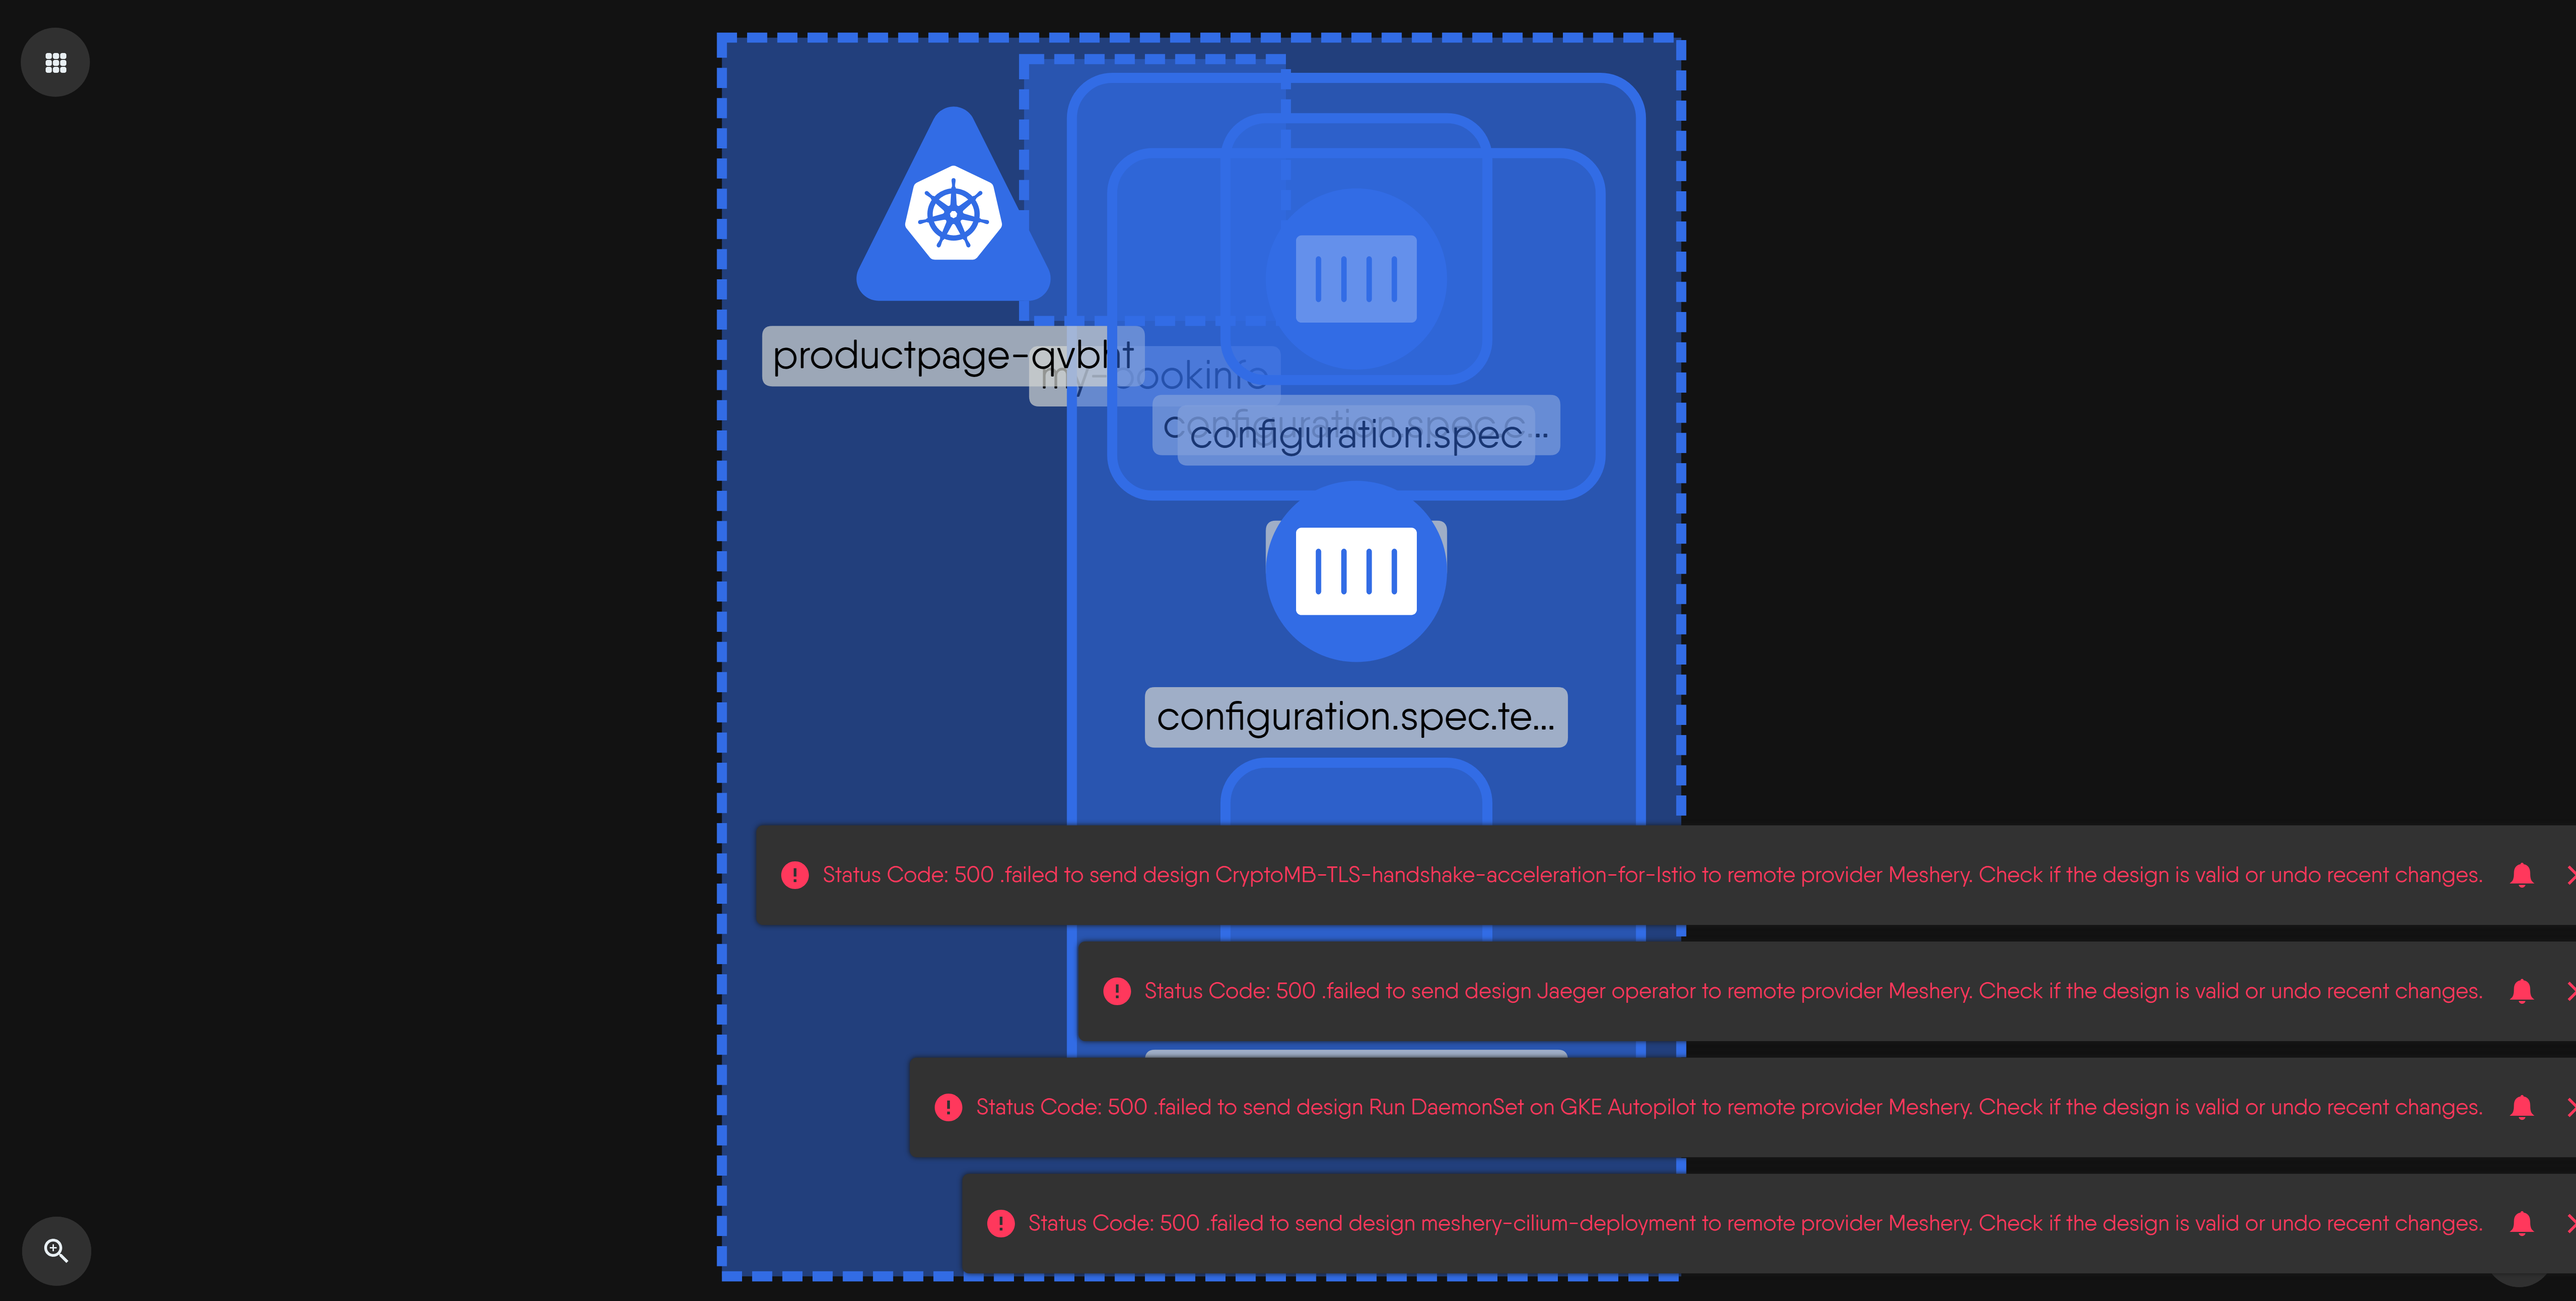 productpage-qvbht
my-bookinfo
configuration.spec.c...
configuration.spec
configuration.spec.te...
Status Code: 500 .failed to send design CryptoMB-TLS-handshake-acceleration-for-Istio to remote provider Meshery. Check if the design is valid or undo recent changes.
Status Code: 500 .failed to send design Jaeger operator to remote provider Meshery. Check if the design is valid or undo recent changes.
Status Code: 500 .failed to send design Run DaemonSet on GKE Autopilot to remote provider Meshery. Check if the design is valid or undo recent changes.
Status Code: 500 .failed to send design meshery-cilium-deployment to remote provider Meshery. Check if the design is valid or undo recent changes.